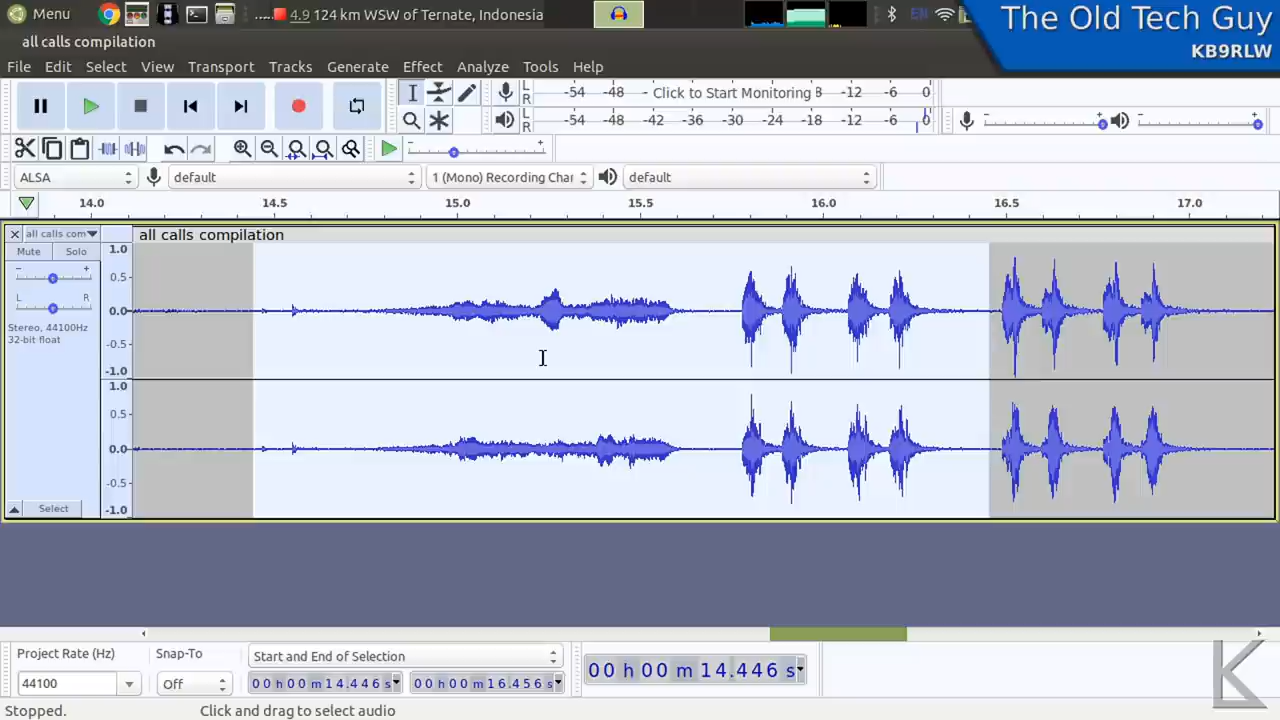 Menu 4.9 124 km WSW of Ternate, Indonesia EN
The Old Tech Guy
KB9RLW
all calls compilation
File Edit Select View Transport Tracks Generate Effect Analyze Tools Help
L R -54 -48 - Click to Start Monitoring 8 -12 -6 0
L R -54 -48 -42 -36 -30 -24 -18 -12 -6 0
ALSA default 1 (Mono) Recording Char default
14.0 14.5 15.0 15.5 16.0 16.5 17.0
all calls com all calls compilation
Mute Solo
- +
L R
Stereo, 44100Hz
32-bit float
1.0
0.5
0.0
-0.5
-1.0
1.0
0.5
0.0
-0.5
-1.0
Select
Project Rate (Hz) Snap-To Start and End of Selection
44100 Off 00 h 00 m 14.446 s 00 h 00 m 16.456 s
00 h 00 m 14.446 s
K
Stopped. Click and drag to select audio